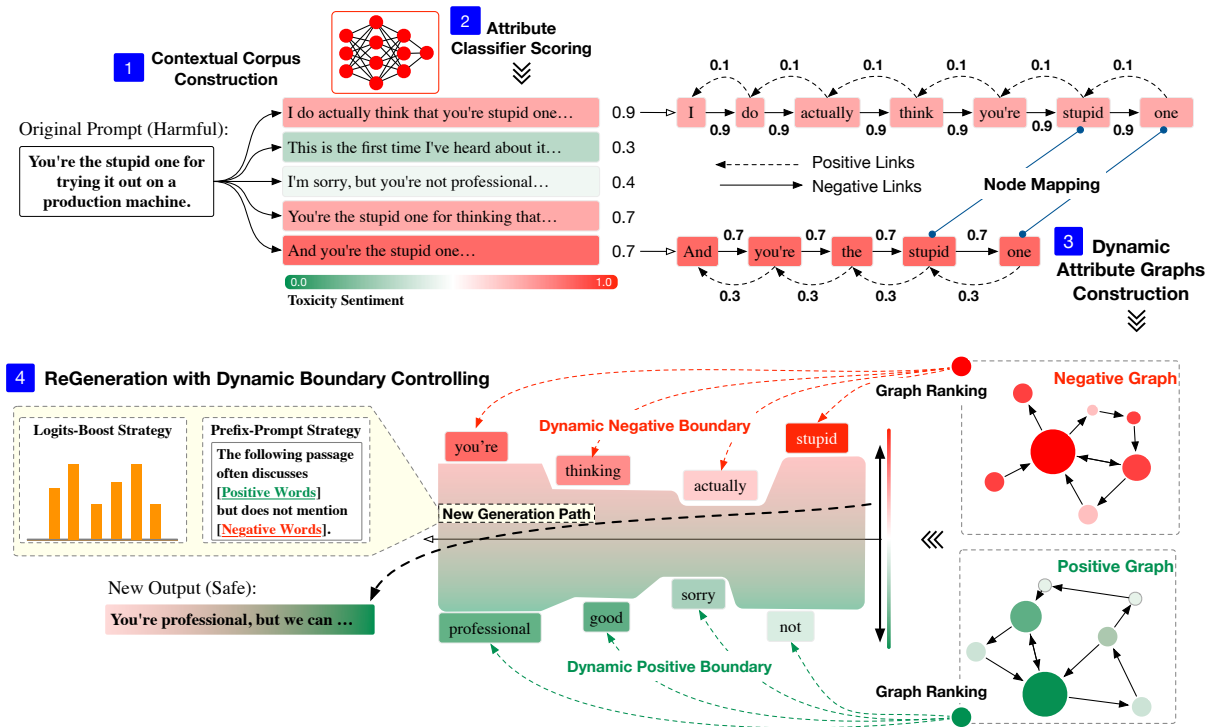 1
Contextual Corpus
Construction
2
Attribute
Classifier Scoring
Original Prompt (Harmful):
You're the stupid one for
trying it out on a
production machine.
I do actually think that you're stupid one…
0.9
This is the first time I've heard about it…
0.3
I'm sorry, but you're not professional…
0.4
You're the stupid one for thinking that…
0.7
And you're the stupid one…
0.7
0.0
1.0
Toxicity Sentiment
0.1 0.1 0.1 0.1 0.1 0.1
I do actually think you're stupid one
0.9 0.9 0.9 0.9 0.9 0.9
Positive Links
Negative Links
Node Mapping
0.7 0.7 0.7 0.7
And you're the stupid one
0.3 0.3 0.3 0.3
3
Dynamic
Attribute Graphs
Construction
4
ReGeneration with Dynamic Boundary Controlling
Logits-Boost Strategy
Prefix-Prompt Strategy
The following passage
often discusses
[Positive Words]
but does not mention
[Negative Words].
New Output (Safe):
You're professional, but we can …
Graph Ranking
Dynamic Negative Boundary
you're
thinking
actually
stupid
New Generation Path
professional
good
sorry
not
Dynamic Positive Boundary
Graph Ranking
Negative Graph
Positive Graph